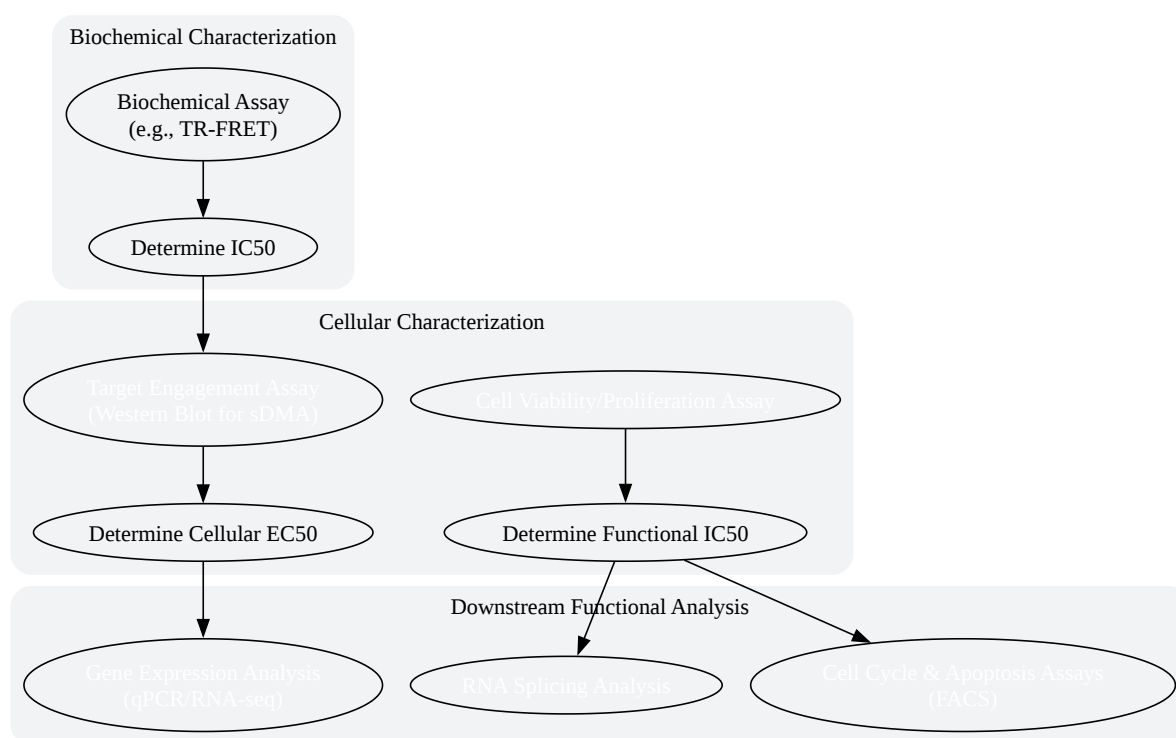 Biochemical Characterization
Biochemical Assay
(e.g., TR-FRET)
Determine IC50
Cellular Characterization
Target Engagement Assay
(Western Blot for sDMA)
Cell Viability/Proliferation Assay
Determine Cellular EC50
Determine Functional IC50
Downstream Functional Analysis
Gene Expression Analysis
(qPCR/RNA-seq)
RNA Splicing Analysis
Cell Cycle & Apoptosis Assays
(FACS)